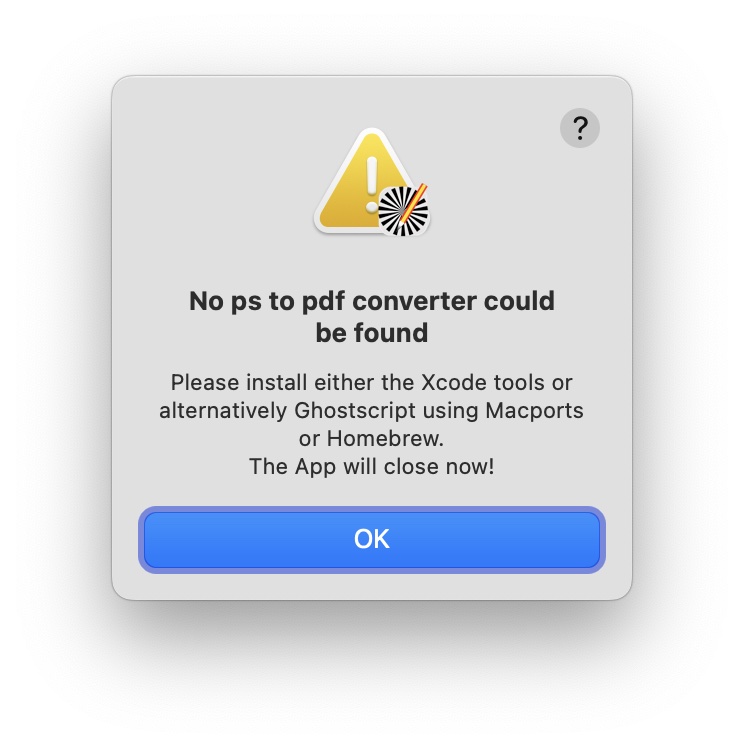 ?
No ps to pdf converter could
be found
Please install either the Xcode tools or
alternatively Ghostscript using Macports
or Homebrew.
The App will close now!
OK